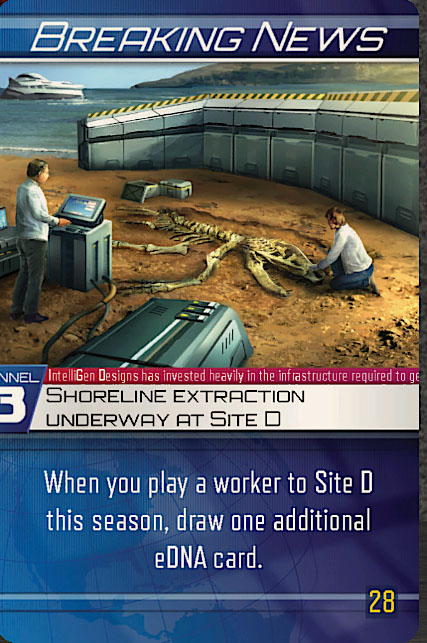 Breaking News
IntelliGen Designs has invested heavily in the infrastructure required to ge
3
Shoreline extraction
underway at Site D
When you play a worker to Site D
this season, draw one additional
eDNA card.
28